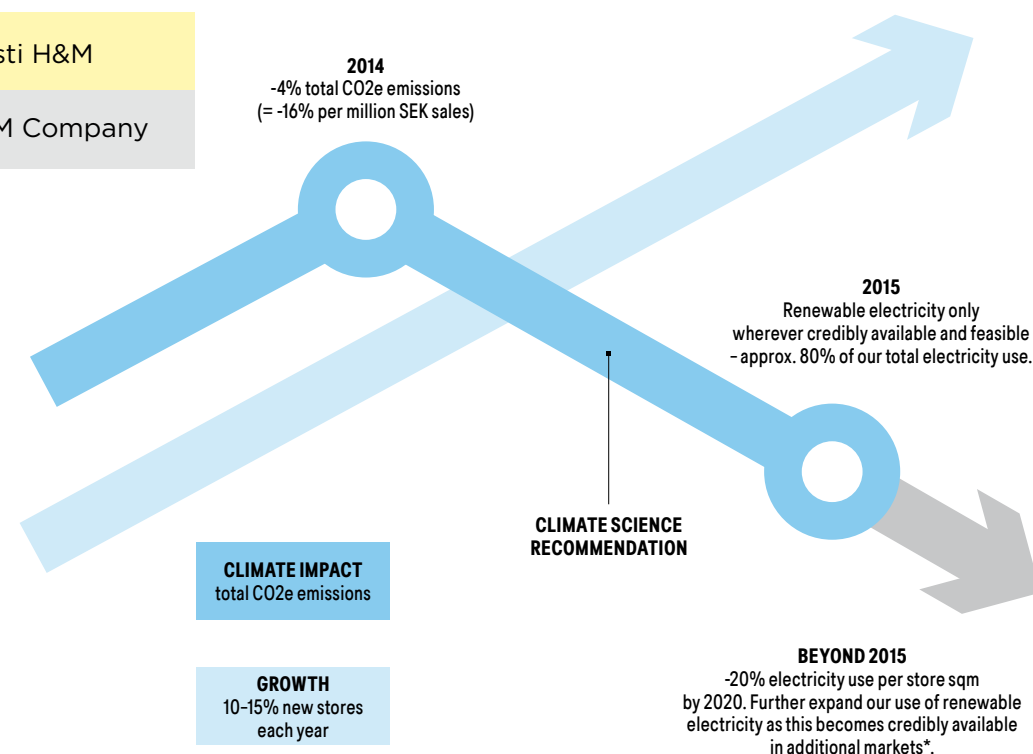 H&M
Company
2014
-4% total CO2e emissions
(= -16% per million SEK sales)
2015
Renewable electricity only
wherever credibly available and feasible
– approx. 80% of our total electricity use.
CLIMATE SCIENCE
RECOMMENDATION
CLIMATE IMPACT
total CO2e emissions
GROWTH
10-15% new stores
each year
BEYOND 2015
-20% electricity use per store sqm
by 2020. Further expand our use of renewable
electricity as this becomes credibly available
in additional markets*.